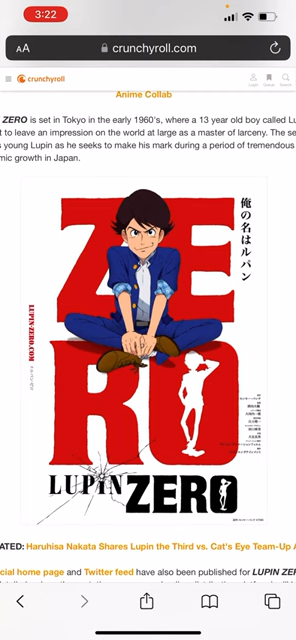 3:22
AA crunchyroll.com
crunchyroll
Login Queue Search
Anime Collab
ZERO is set in Tokyo in the early 1960's, where a 13 year old boy called Lu
t to leave an impression on the world at large as a master of larceny. The se
s young Lupin as he seeks to make his mark during a period of tremendous
mic growth in Japan.
俺の名はルパン
ZE
RO
LUPIN-ZERO.COM
LUPIN ZERO
ATED: Haruhisa Nakata Shares Lupin the Third vs. Cat's Eye Team-Up A
cial home page and Twitter feed have also been published for LUPIN ZE